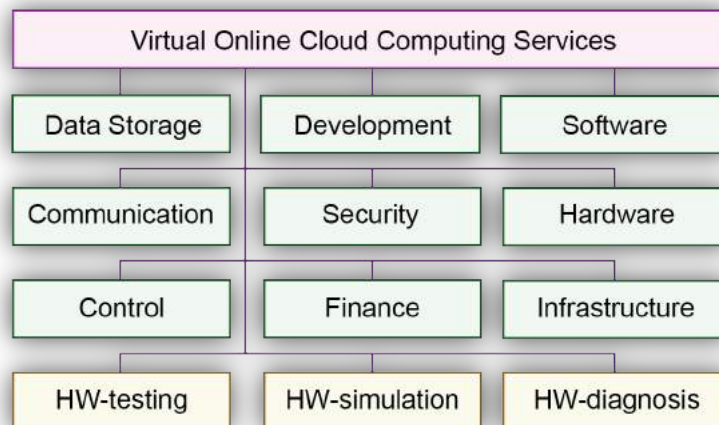 Virtual Online Cloud Computing Services
Data Storage
Development
Software
Communication
Security
Hardware
Control
Finance
Infrastructure
HW-testing
HW-simulation
HW-diagnosis